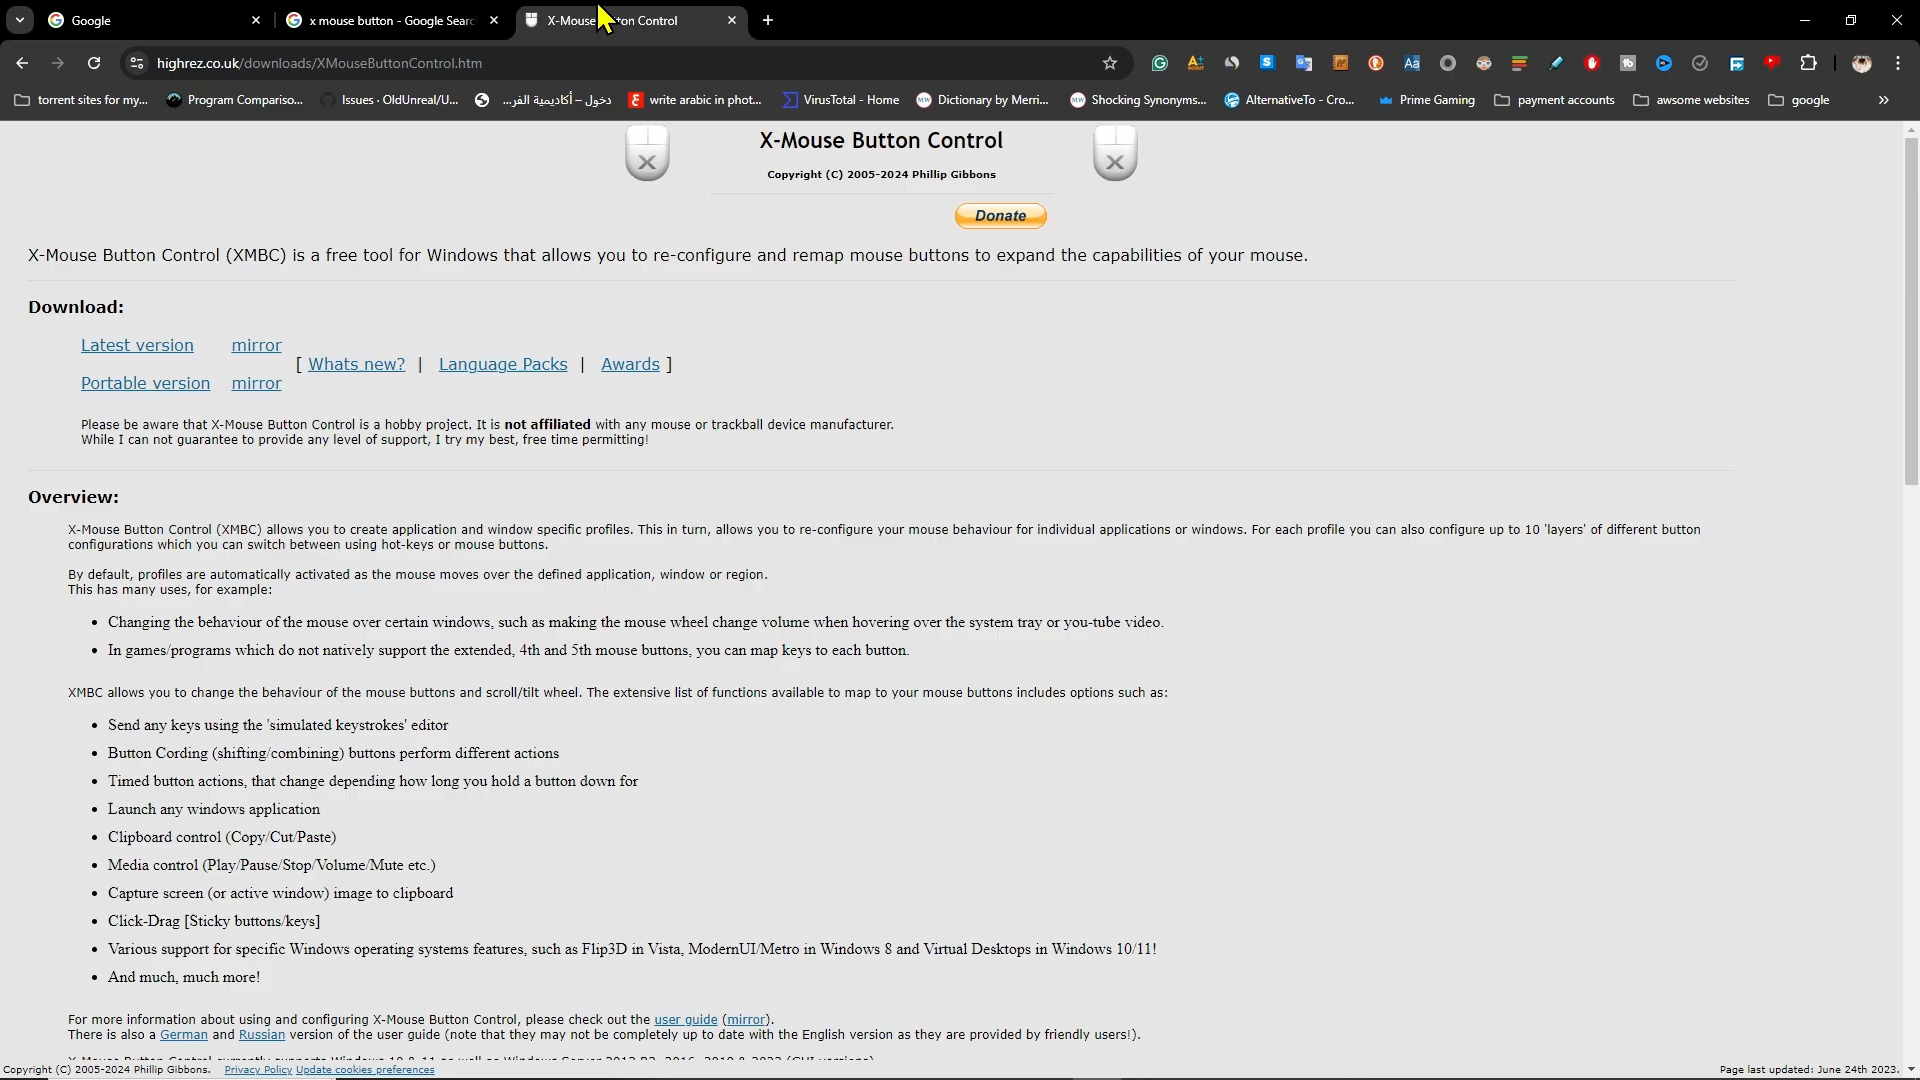 Google
x mouse button - Google Searc
X-Mous
on Control
highrez.co.uk/downloads/XMouseButtonControl.htm
torrent sites for my...
Program Compariso...
Issues · OldUnreal/U...
دخول – أكاديمية الفر...
write arabic in phot...
VirusTotal - Home
Dictionary by Merri...
Shocking Synonyms...
AlternativeTo - Cro...
Prime Gaming
payment accounts
awsome websites
google
X-Mouse Button Control
Copyright (C) 2005-2024 Phillip Gibbons
Donate
X-Mouse Button Control (XMBC) is a free tool for Windows that allows you to re-configure and remap mouse buttons to expand the capabilities of your mouse.
Download:
Latest version mirror
[ Whats new? | Language Packs | Awards ]
Portable version mirror
Please be aware that X-Mouse Button Control is a hobby project. It is not affiliated with any mouse or trackball device manufacturer.
While I can not guarantee to provide any level of support, I try my best, free time permitting!
Overview:
X-Mouse Button Control (XMBC) allows you to create application and window specific profiles. This in turn, allows you to re-configure your mouse behaviour for individual applications or windows. For each profile you can also configure up to 10 'layers' of different button
configurations which you can switch between using hot-keys or mouse buttons.
By default, profiles are automatically activated as the mouse moves over the defined application, window or region.
This has many uses, for example:
• Changing the behaviour of the mouse over certain windows, such as making the mouse wheel change volume when hovering over the system tray or you-tube video.
• In games/programs which do not natively support the extended, 4th and 5th mouse buttons, you can map keys to each button.
XMBC allows you to change the behaviour of the mouse buttons and scroll/tilt wheel. The extensive list of functions available to map to your mouse buttons includes options such as:
• Send any keys using the 'simulated keystrokes' editor
• Button Cording (shifting/combining) buttons perform different actions
• Timed button actions, that change depending how long you hold a button down for
• Launch any windows application
• Clipboard control (Copy/Cut/Paste)
• Media control (Play/Pause/Stop/Volume/Mute etc.)
• Capture screen (or active window) image to clipboard
• Click-Drag [Sticky buttons/keys]
• Various support for specific Windows operating systems features, such as Flip3D in Vista, ModernUI/Metro in Windows 8 and Virtual Desktops in Windows 10/11!
• And much, much more!
For more information about using and configuring X-Mouse Button Control, please check out the user guide (mirror).
There is also a German and Russian version of the user guide (note that they may not be completely up to date with the English version as they are provided by friendly users!).
Copyright (C) 2005-2024 Phillip Gibbons. Privacy Policy Update cookies preferences
Page last updated: June 24th 2023.